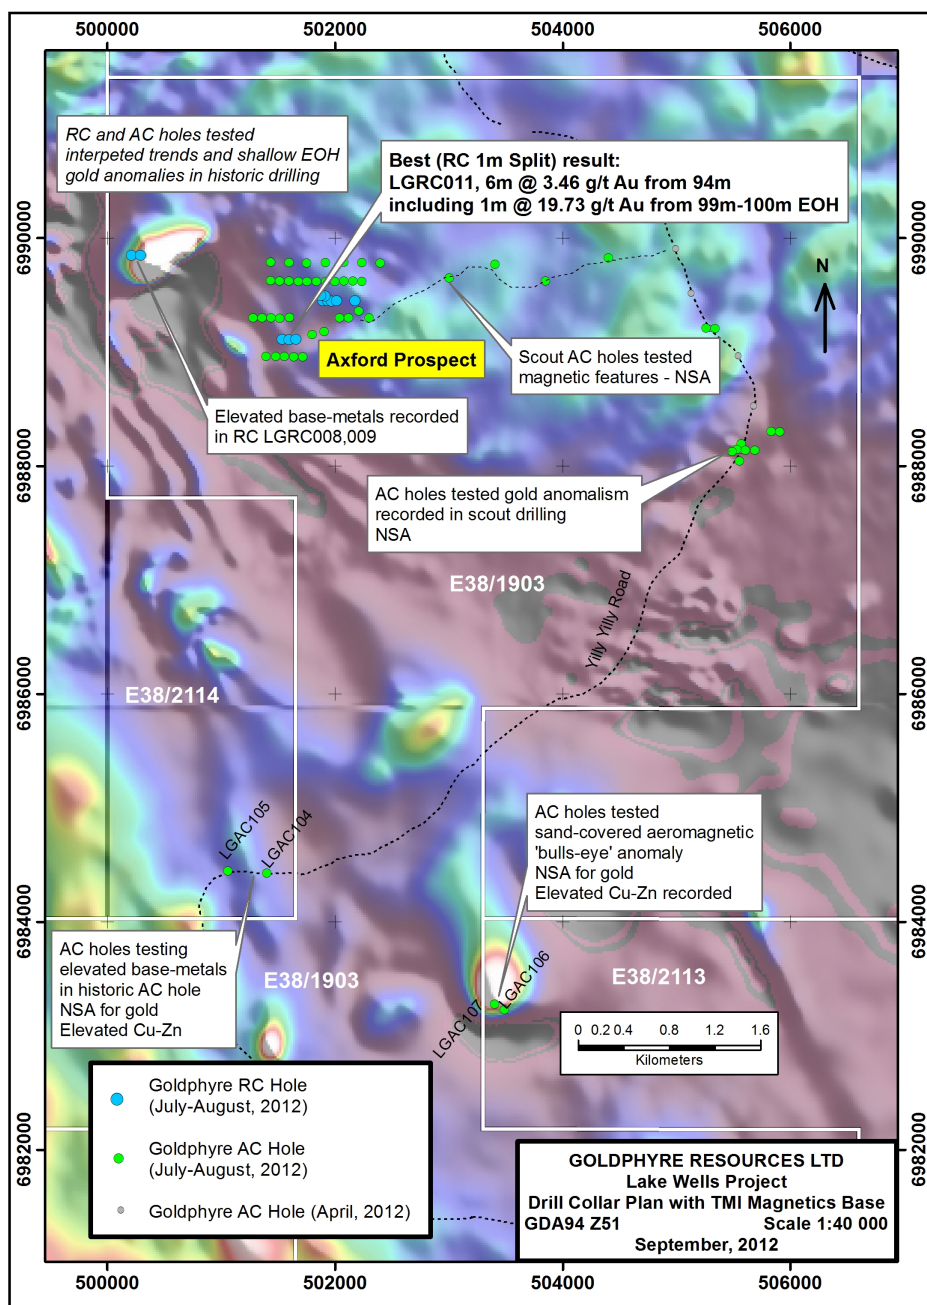 500000
502000
504000
506000
RC and AC holes tested
interpeted trends and shallow EOH
gold anomalies in historic drilling
Best (RC 1m Split) result:
LGRC011, 6m @ 3.46 g/t Au from 94m
including 1m @ 19.73 g/t Au from 99m-100m EOH
6990000
6990000
N
Axford Prospect
Scout AC holes tested
magnetic features - NSA
Elevated base-metals recorded
in RC LGRC008,009
6988000
6988000
AC holes tested gold anomalism
recorded in scout drilling
NSA
E38/1903
Yilly Yilly Road
E38/2114
6986000
6986000
LGAC105
LGAC104
AC holes tested
sand-covered aeromagnetic
'bulls-eye' anomaly
NSA for gold
Elevated Cu-Zn recorded
6984000
6984000
AC holes testing
elevated base-metals
in historic AC hole
NSA for gold
Elevated Cu-Zn
E38/1903
LGAC107
LGAC106
E38/2113
0 0.2 0.4 0.8 1.2 1.6
Kilometers
Goldphyre RC Hole
(July-August, 2012)
Goldphyre AC Hole
(July-August, 2012)
Goldphyre AC Hole (April, 2012)
6982000
6982000
GOLDPHYRE RESOURCES LTD
Lake Wells Project
Drill Collar Plan with TMI Magnetics Base
GDA94 Z51 Scale 1:40 000
September, 2012
500000
502000
504000
506000